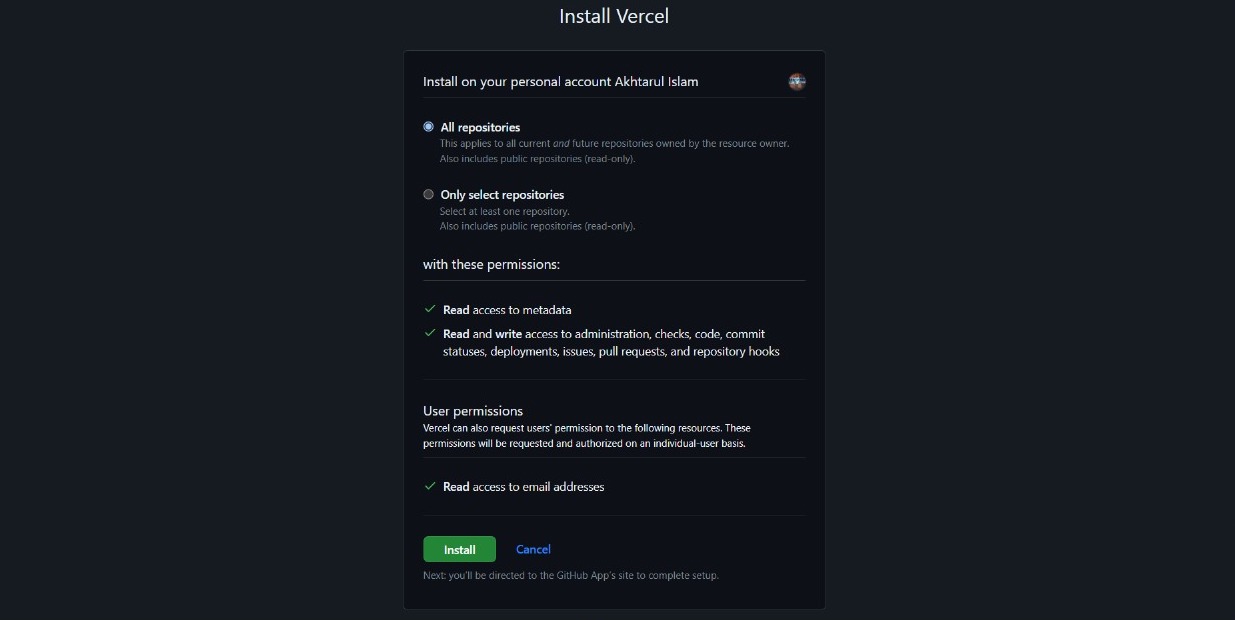 Install Vercel
Install on your personal account Akhtarul Islam
All repositories
This applies to all current and future repositories owned by the resource owner.
Also includes public repositories (read-only).
Only select repositories
Select at least one repository.
Also includes public repositories (read-only).
with these permissions:
Read access to metadata
Read and write access to administration, checks, code, commit
statuses, deployments, issues, pull requests, and repository hooks
User permissions
Vercel can also request users' permission to the following resources. These
permissions will be requested and authorized on an individual-user basis.
Read access to email addresses
Install Cancel
Next: you'll be directed to the GitHub App's site to complete setup.